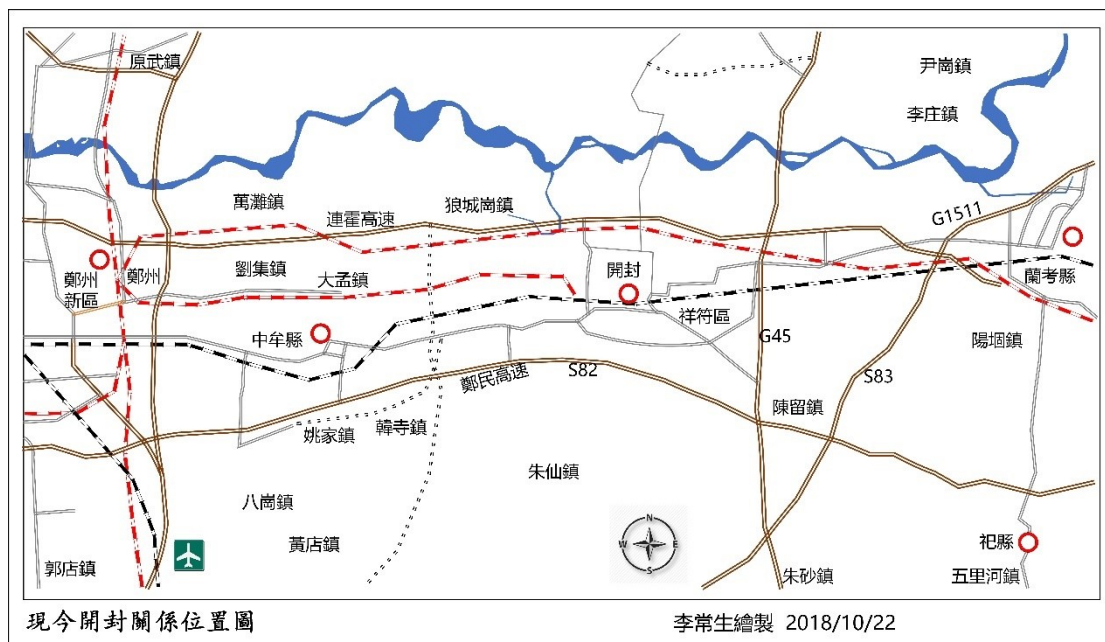 原武鎮
尹崗鎮
李庄鎮
萬灘鎮
連霍高速
狼城崗鎮
G1511
鄭州
新區
鄭州
劉集鎮
大孟鎮
開封
蘭考縣
中牟縣
祥符區
G45
陽堌鎮
鄭民高速
S82
S83
陳留鎮
姚家鎮
韓寺鎮
朱仙鎮
八崗鎮
黃店鎮
N
W
E
S
郭店鎮
朱砂鎮
祀縣
五里河鎮
現今開封關係位置圖
李常生繪製 2018/10/22